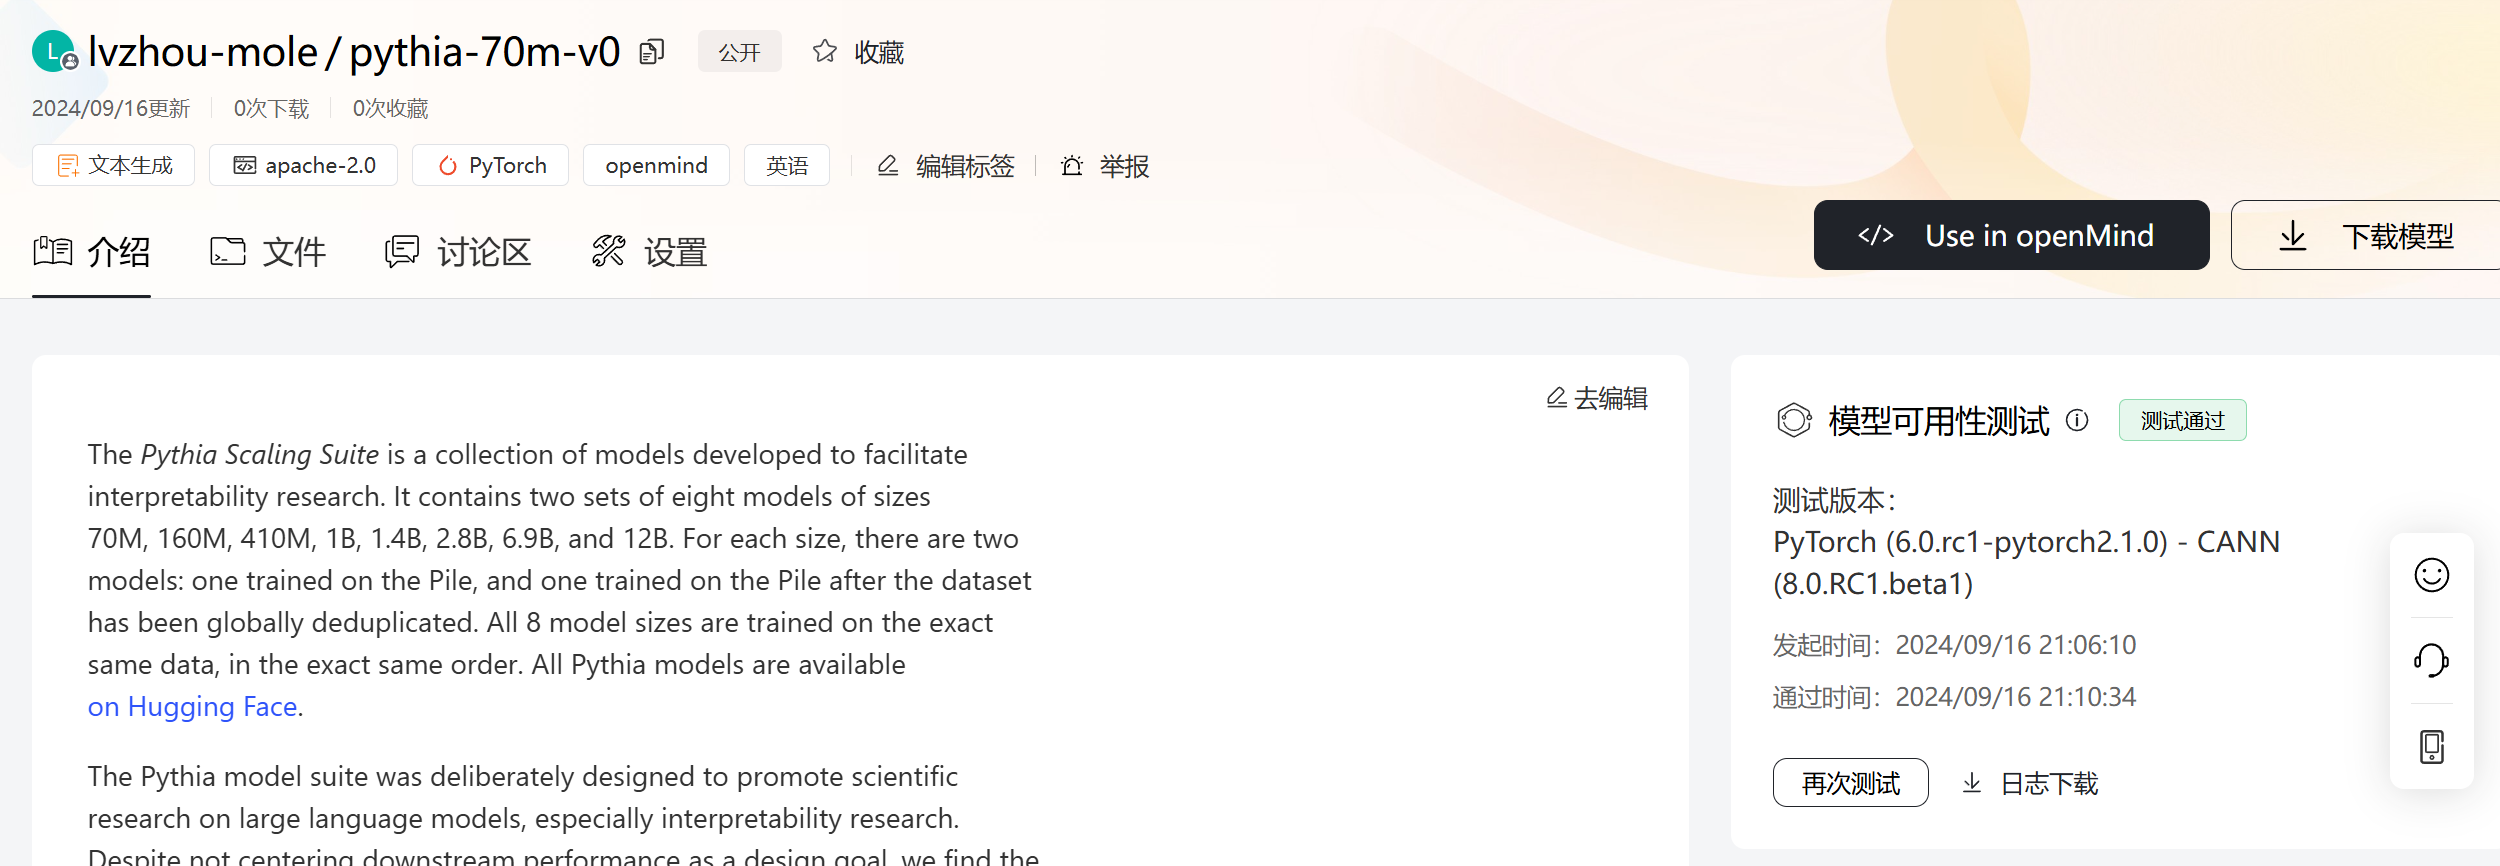 L lvzhou-mole / pythia-70m-v0 公开 收藏
2024/09/16更新 0次下载 0次收藏
文本生成 apache-2.0 PyTorch openmind 英语 编辑标签 举报
介绍 文件 讨论区 设置
</> Use in openMind 下载模型
去编辑
The Pythia Scaling Suite is a collection of models developed to facilitate
interpretability research. It contains two sets of eight models of sizes
70M, 160M, 410M, 1B, 1.4B, 2.8B, 6.9B, and 12B. For each size, there are two
models: one trained on the Pile, and one trained on the Pile after the dataset
has been globally deduplicated. All 8 model sizes are trained on the exact
same data, in the exact same order. All Pythia models are available
on Hugging Face.
The Pythia model suite was deliberately designed to promote scientific
research on large language models, especially interpretability research.
Despite not centering downstream performance as a design goal, we find the
模型可用性测试 测试通过
测试版本：
PyTorch (6.0.rc1-pytorch2.1.0) - CANN
(8.0.RC1.beta1)
发起时间：2024/09/16 21:06:10
通过时间：2024/09/16 21:10:34
再次测试 日志下载